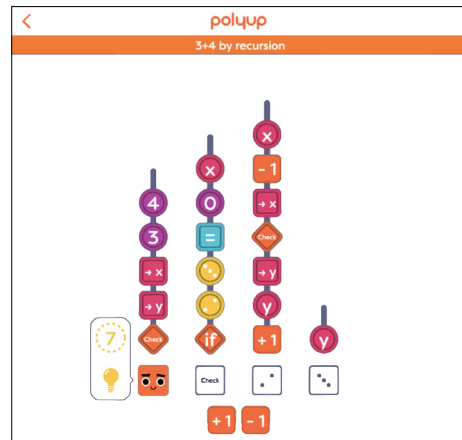 polyup
3+4 by recursion
x
x - 1
4 0 → x
3 = Check
→ x → y
→ y y
7 Check if + 1 y
Check
+ 1 - 1